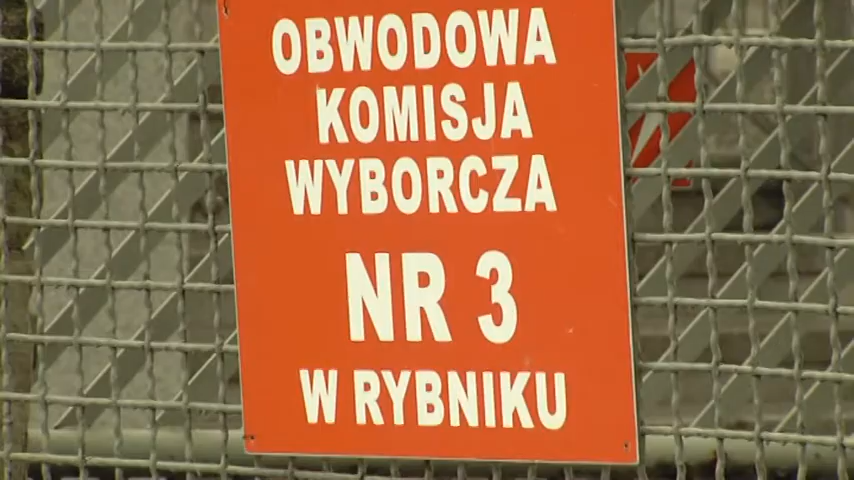 OBWODOWA
KOMISJA
WYBORCZA
NR 3
W RYBNIKU